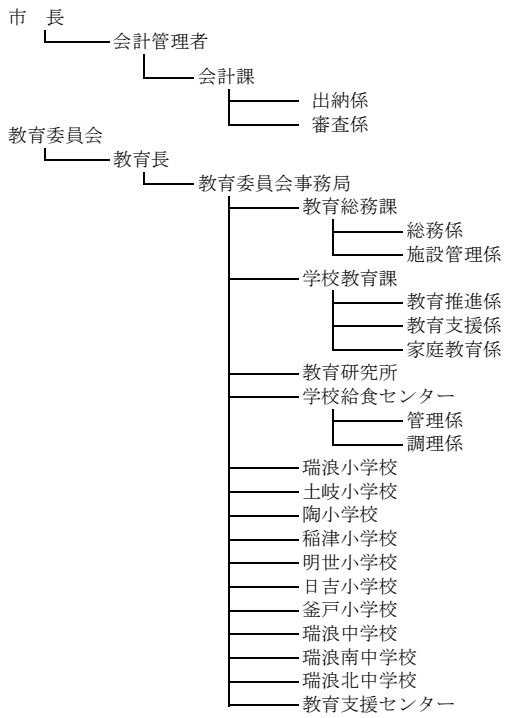 市　長
会計管理者
会計課
出納係
審査係
教育委員会
教育長
教育委員会事務局
教育総務課
総務係
施設管理係
学校教育課
教育推進係
教育支援係
家庭教育係
教育研究所
学校給食センター
管理係
調理係
瑞浪小学校
土岐小学校
陶小学校
稲津小学校
明世小学校
日吉小学校
釜戸小学校
瑞浪中学校
瑞浪南中学校
瑞浪北中学校
教育支援センター